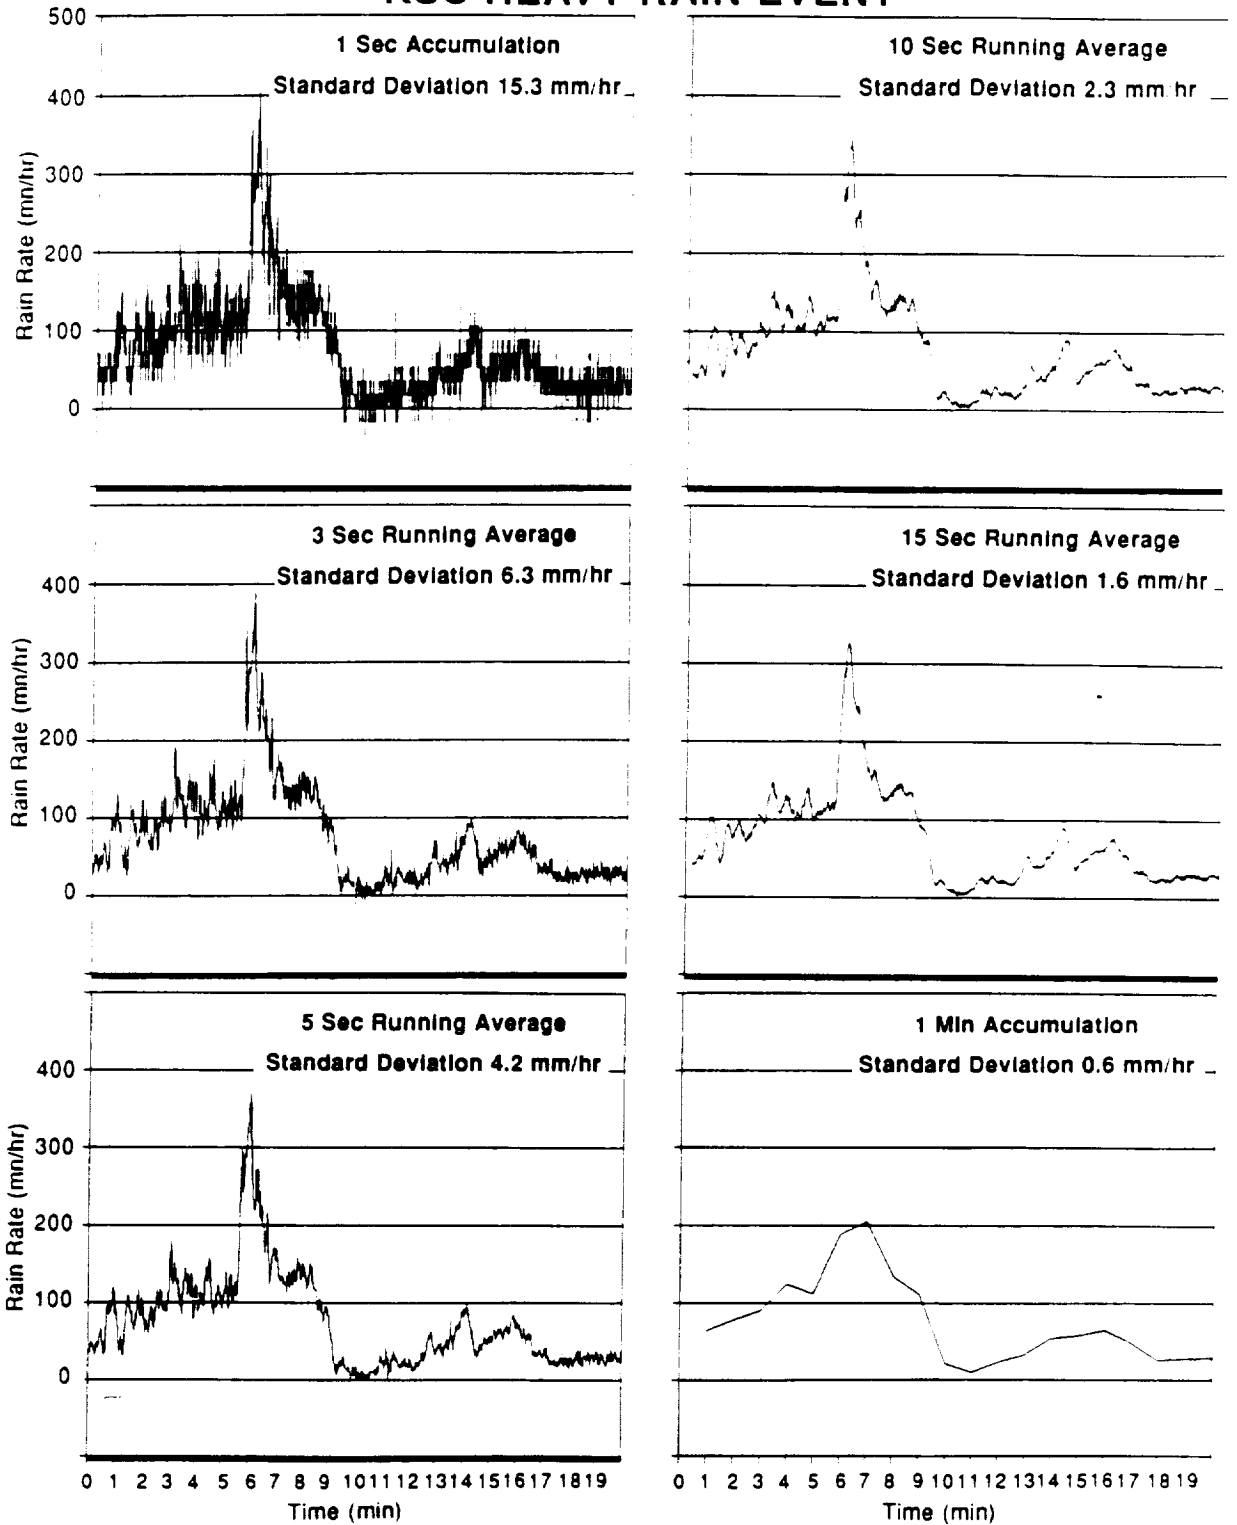 KSC HEAVY RAIN EVENT
500
1 Sec Accumulation
Standard Deviation 15.3 mm/hr
400
300
200
100
0
Rain Rate (mn/hr)
10 Sec Running Average
Standard Deviation 2.3 mm/hr
3 Sec Running Average
Standard Deviation 6.3 mm/hr
400
300
200
100
0
Rain Rate (mn/hr)
15 Sec Running Average
Standard Deviation 1.6 mm/hr
5 Sec Running Average
Standard Deviation 4.2 mm/hr
400
300
200
100
0
Rain Rate (mn/hr)
0 1 2 3 4 5 6 7 8 9 10 11 12 13 14 15 16 17 18 19
Time (min)
1 Min Accumulation
Standard Deviation 0.6 mm/hr
0 1 2 3 4 5 6 7 8 9 10 11 12 13 14 15 16 17 18 19
Time (min)